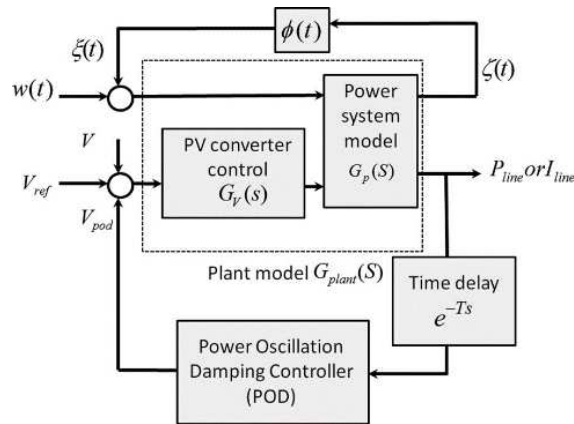 ϕ(t)
ξ(t)
ζ(t)
w(t)
Power
system
model
G_p(S)
V
PV converter
control
G_V(s)
V_ref
P_line or I_line
V_pod
Plant model G_plant(S)
Time delay
e^{-Ts}
Power Oscillation
Damping Controller
(POD)